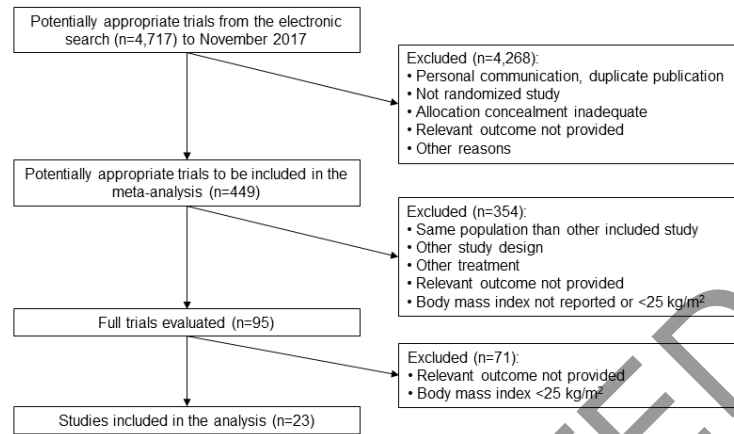 Potentially appropriate trials from the electronic
search (n=4,717) to November 2017
Excluded (n=4,268):
• Personal communication, duplicate publication
• Not randomized study
• Allocation concealment inadequate
• Relevant outcome not provided
• Other reasons
Potentially appropriate trials to be included in the
meta-analysis (n=449)
Excluded (n=354):
• Same population than other included study
• Other study design
• Other treatment
• Relevant outcome not provided
• Body mass index not reported or <25 kg/m²
Full trials evaluated (n=95)
Excluded (n=71)
• Relevant outcome not provided
• Body mass index <25 kg/m²
Studies included in the analysis (n=23)